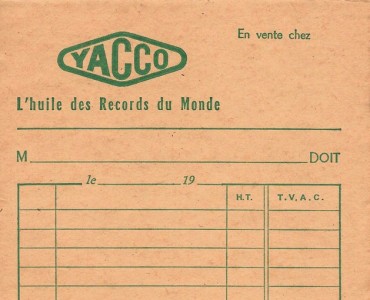 YACCO
En vente chez
L'huile des Records du Monde
M DOIT
le 19
H.T. T.V.A.C.